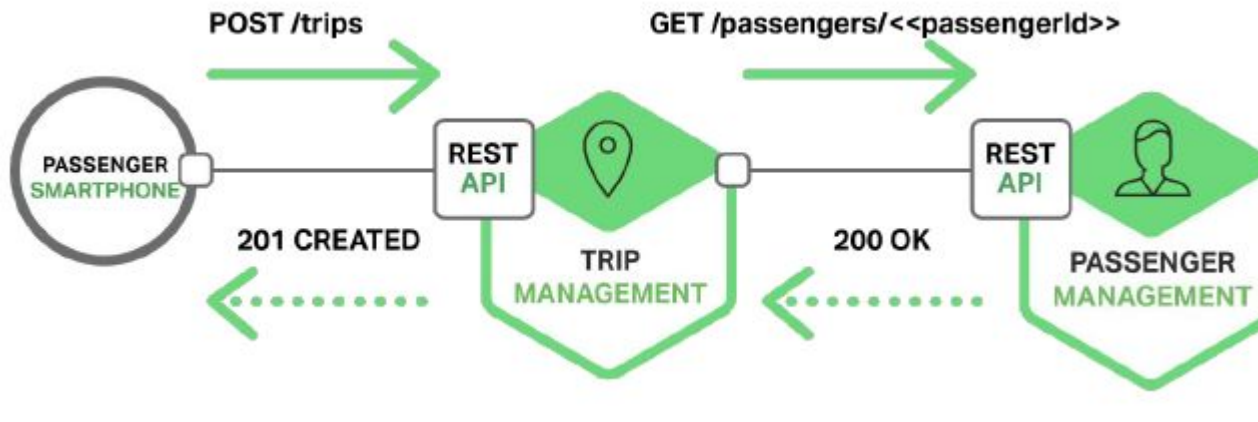 POST /trips
GET /passengers/<<passengerId>>
PASSENGER
SMARTPHONE
REST
API
REST
API
201 CREATED
TRIP
MANAGEMENT
200 OK
PASSENGER
MANAGEMENT